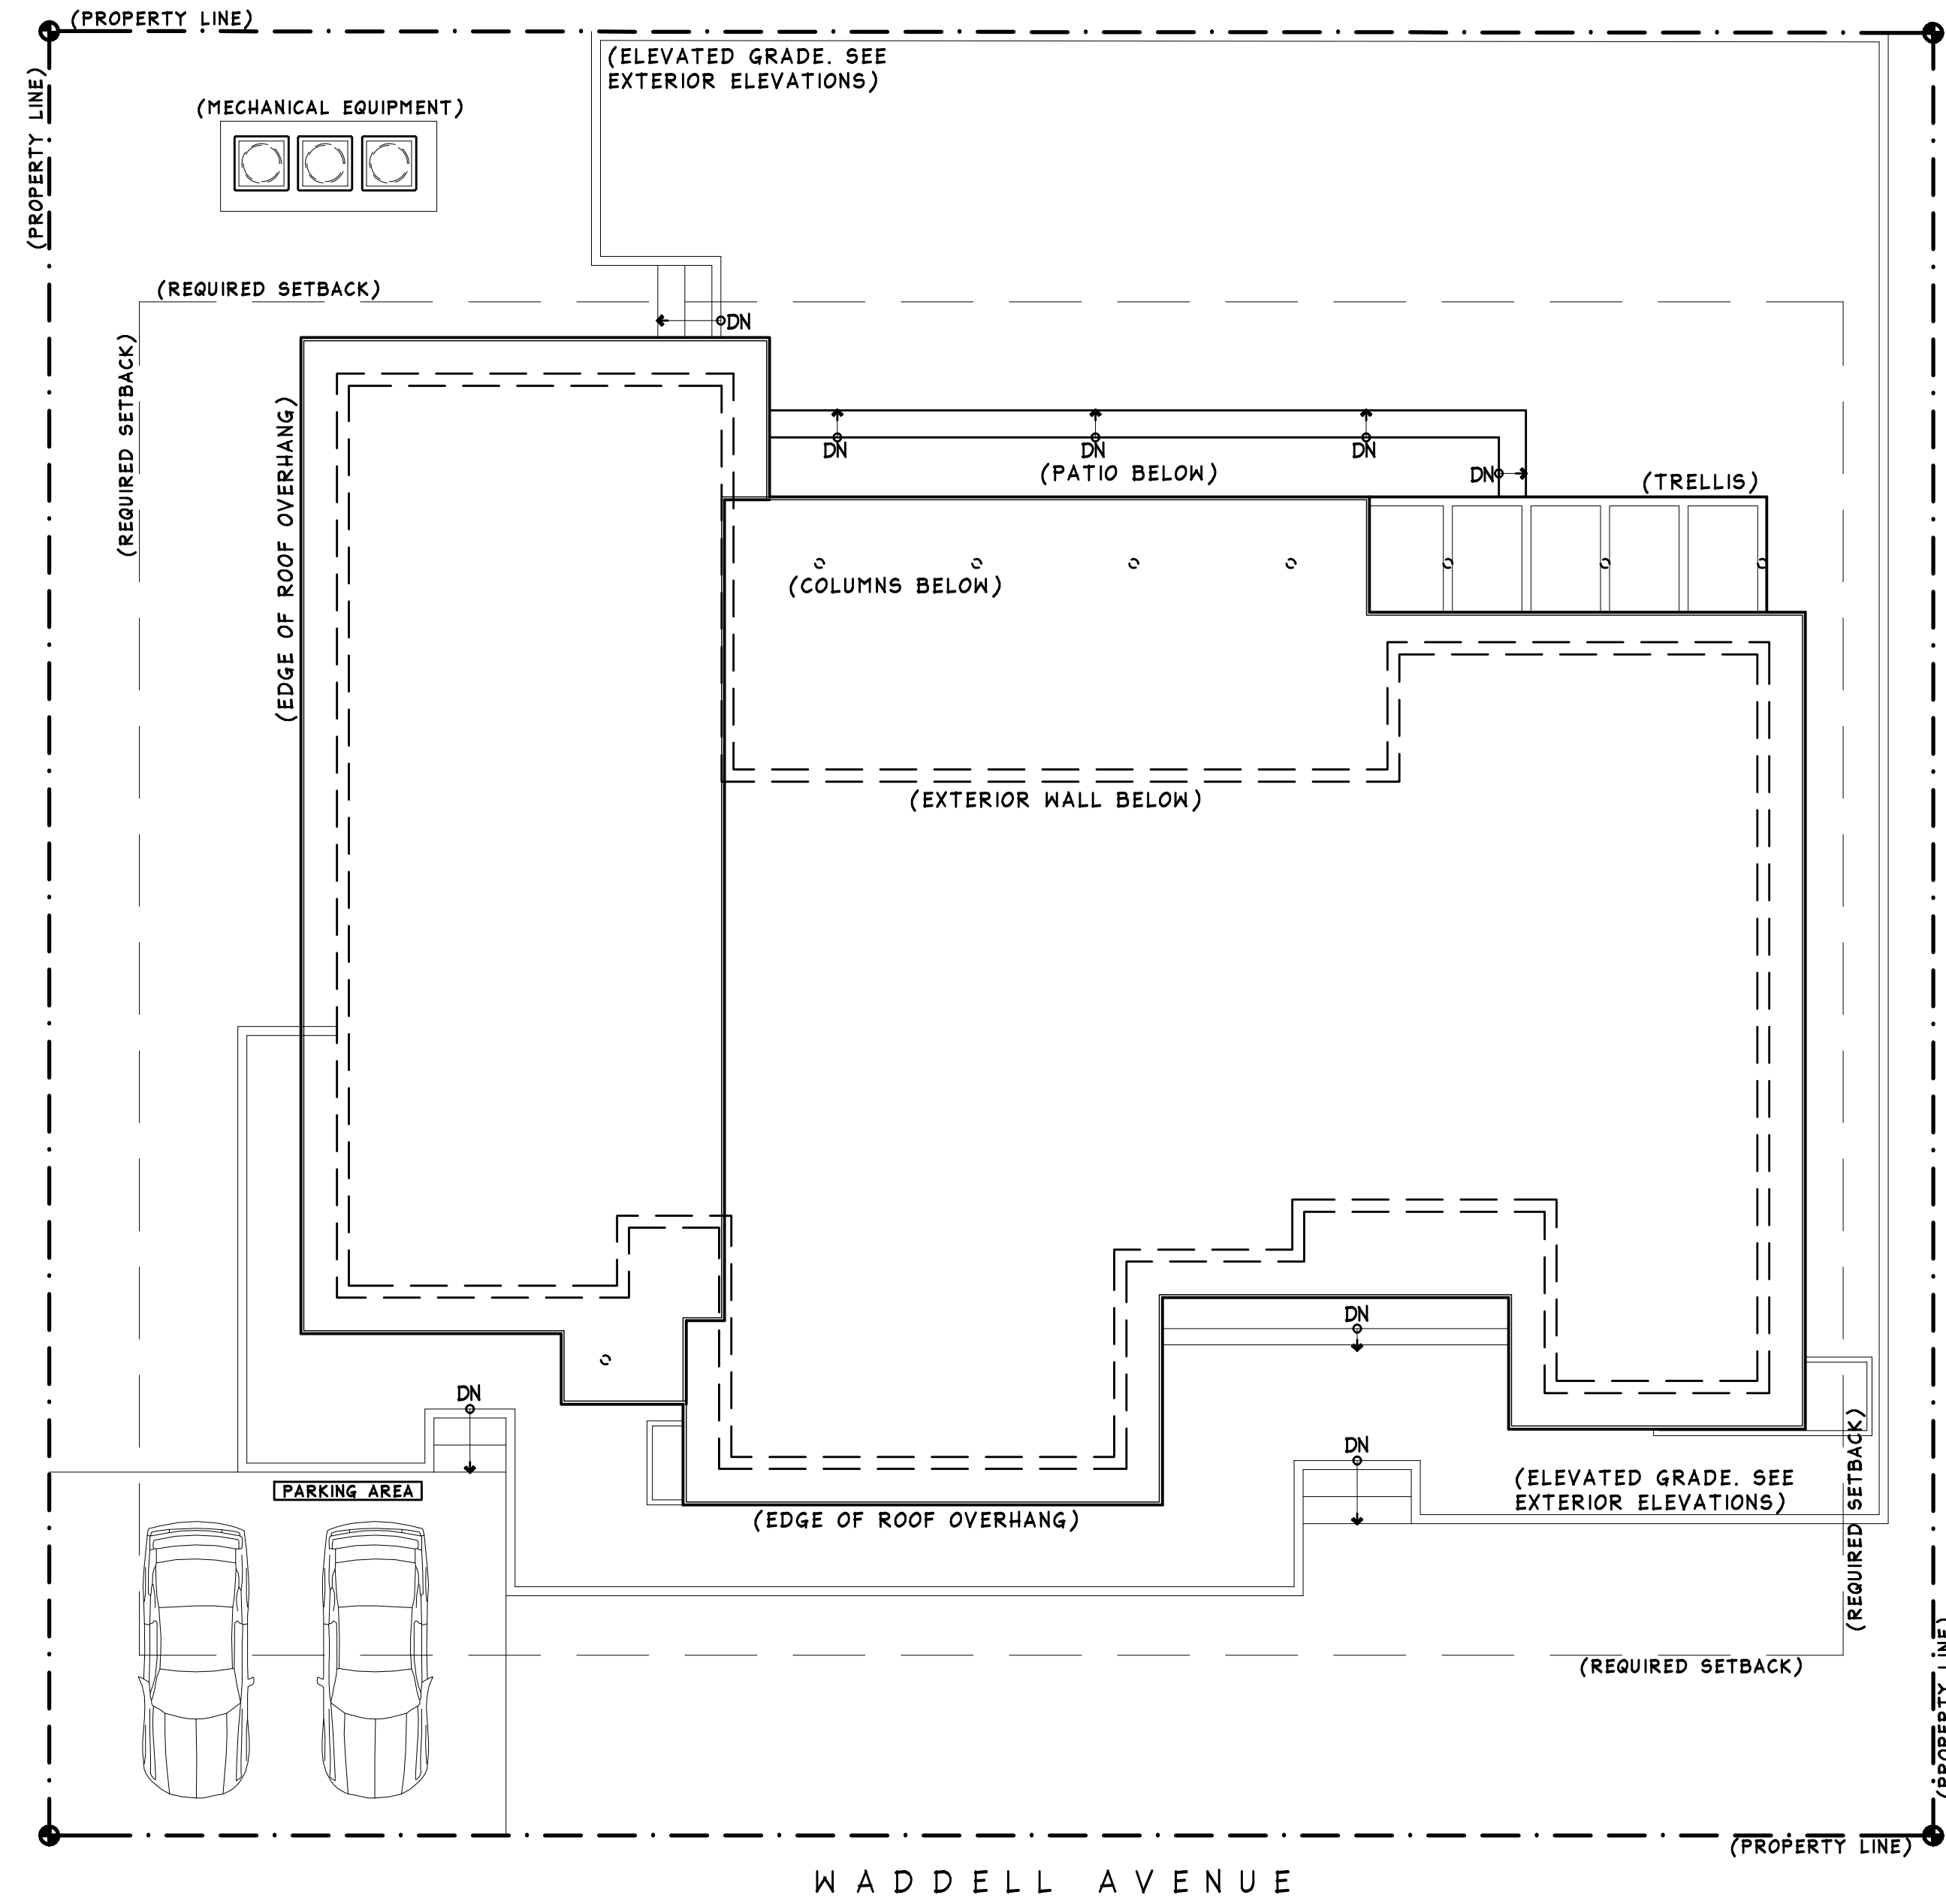 (PROPERTY LINE)
(PROPERTY LINE)
(ELEVATED GRADE. SEE
EXTERIOR ELEVATIONS)
(MECHANICAL EQUIPMENT)
(REQUIRED SETBACK)
(REQUIRED SETBACK)
DN
(EDGE OF ROOF OVERHANG)
DN
DN
DN
(PATIO BELOW)
DN
(TRELLIS)
(COLUMNS BELOW)
(EXTERIOR WALL BELOW)
DN
DN
DN
(REQUIRED SETBACK)
(ELEVATED GRADE. SEE
EXTERIOR ELEVATIONS)
PARKING AREA
(EDGE OF ROOF OVERHANG)
(REQUIRED SETBACK)
(PROPERTY LINE)
(PROPERTY LINE)
WADDELL AVENUE